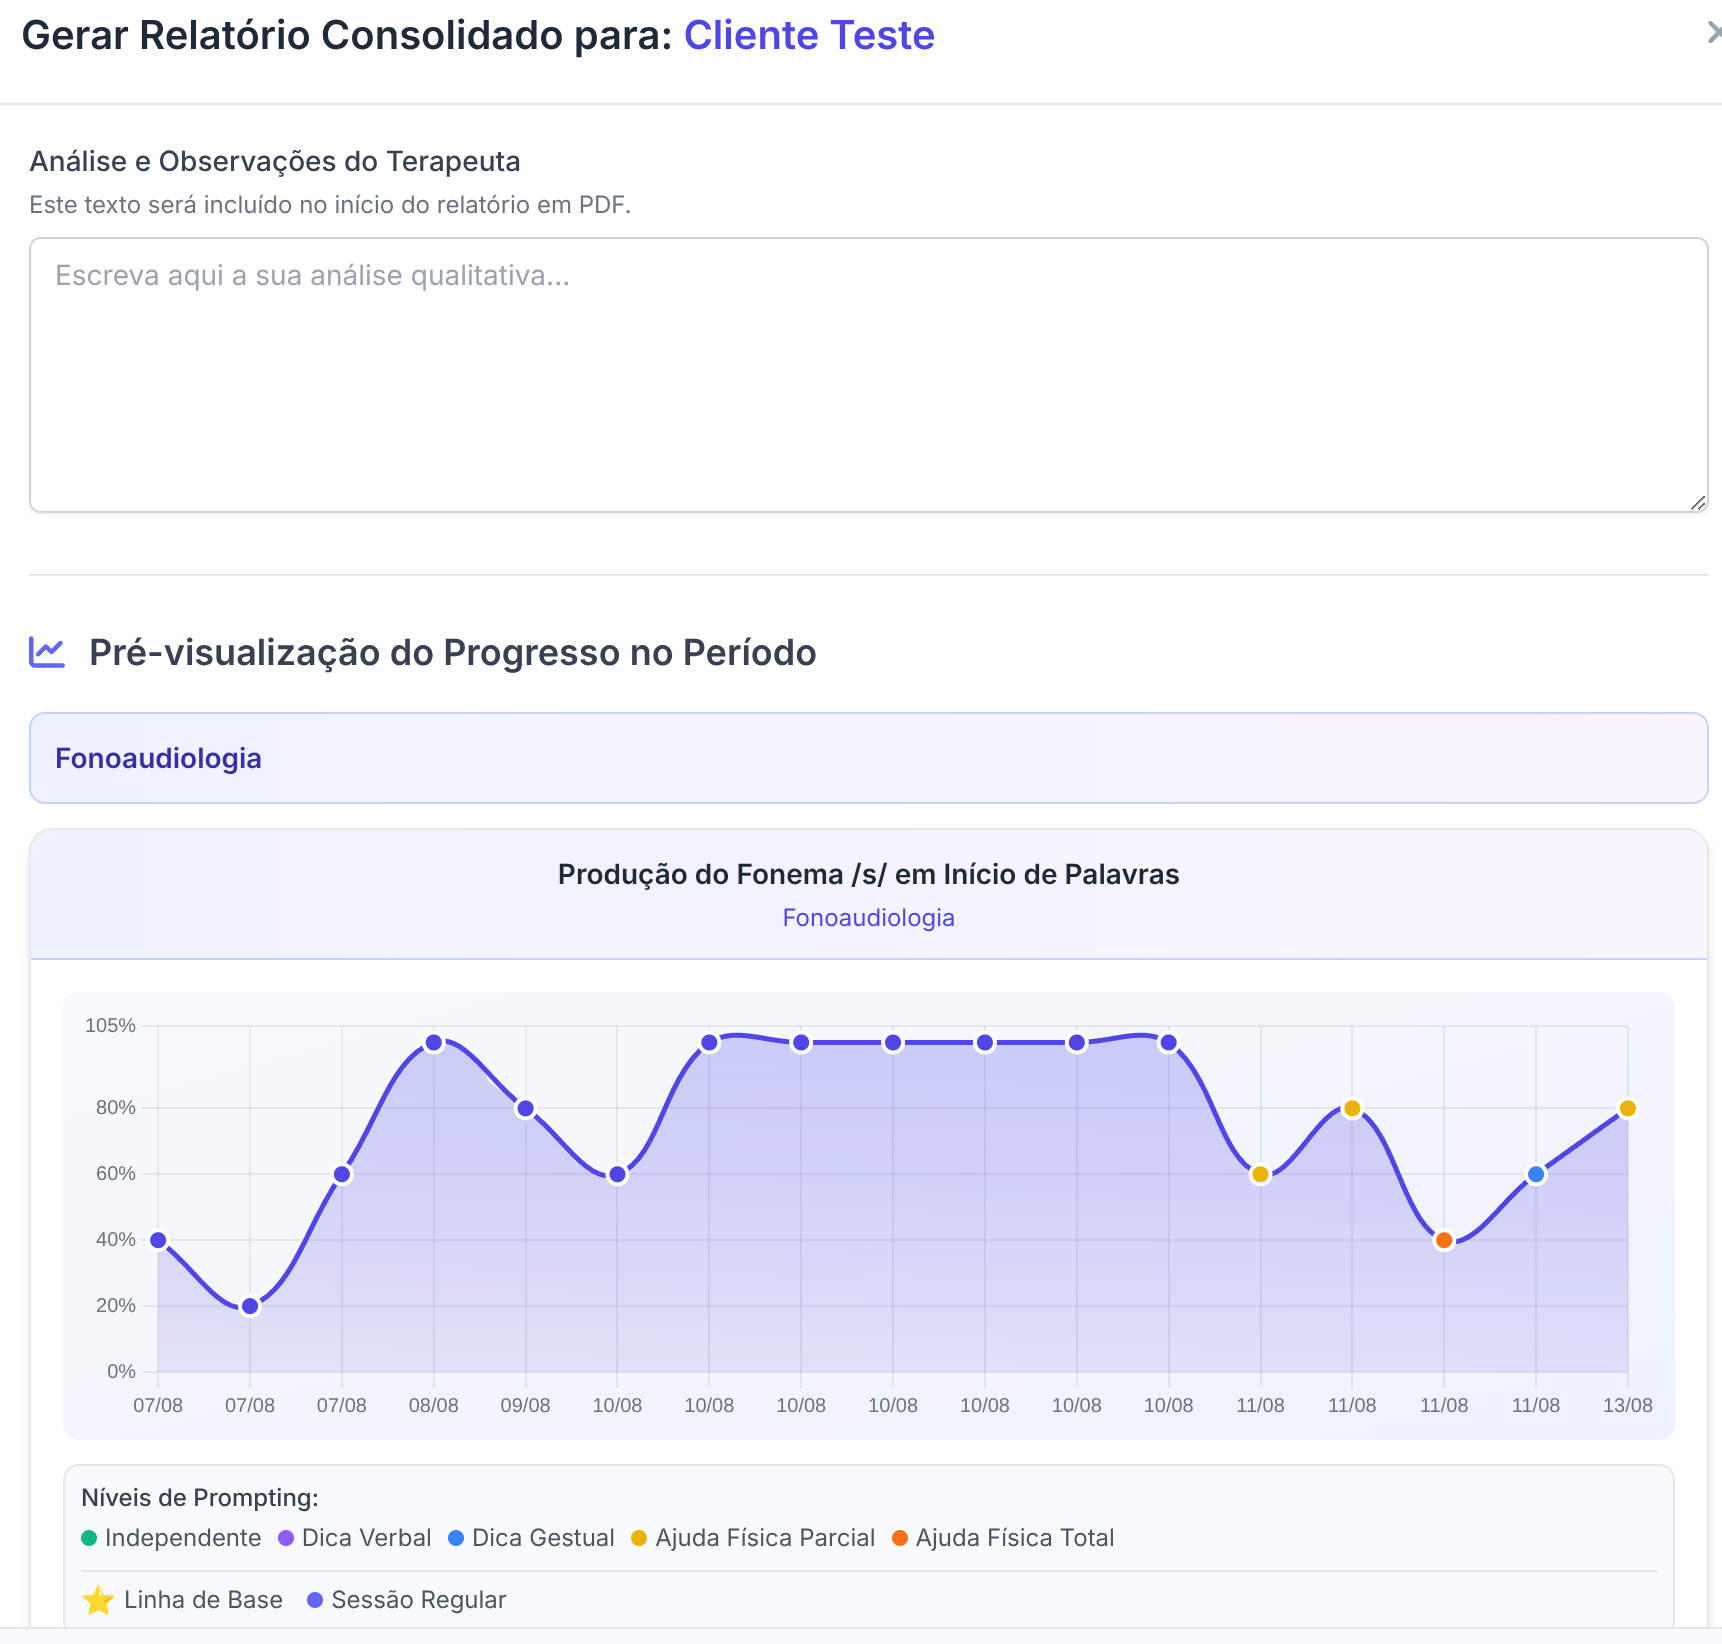 Gerar Relatório Consolidado para: Cliente Teste
Análise e Observações do Terapeuta
Este texto será incluído no início do relatório em PDF.
Escreva aqui a sua análise qualitativa...
Pré-visualização do Progresso no Período
Fonoaudiologia
Produção do Fonema /s/ em Início de Palavras
Fonoaudiologia
105%
80%
60%
40%
20%
0%
07/08 07/08 07/08 08/08 09/08 10/08 10/08 10/08 10/08 10/08 10/08 10/08 11/08 11/08 11/08 11/08 13/08
Níveis de Prompting:
Independente Dica Verbal Dica Gestual Ajuda Física Parcial Ajuda Física Total
Linha de Base Sessão Regular